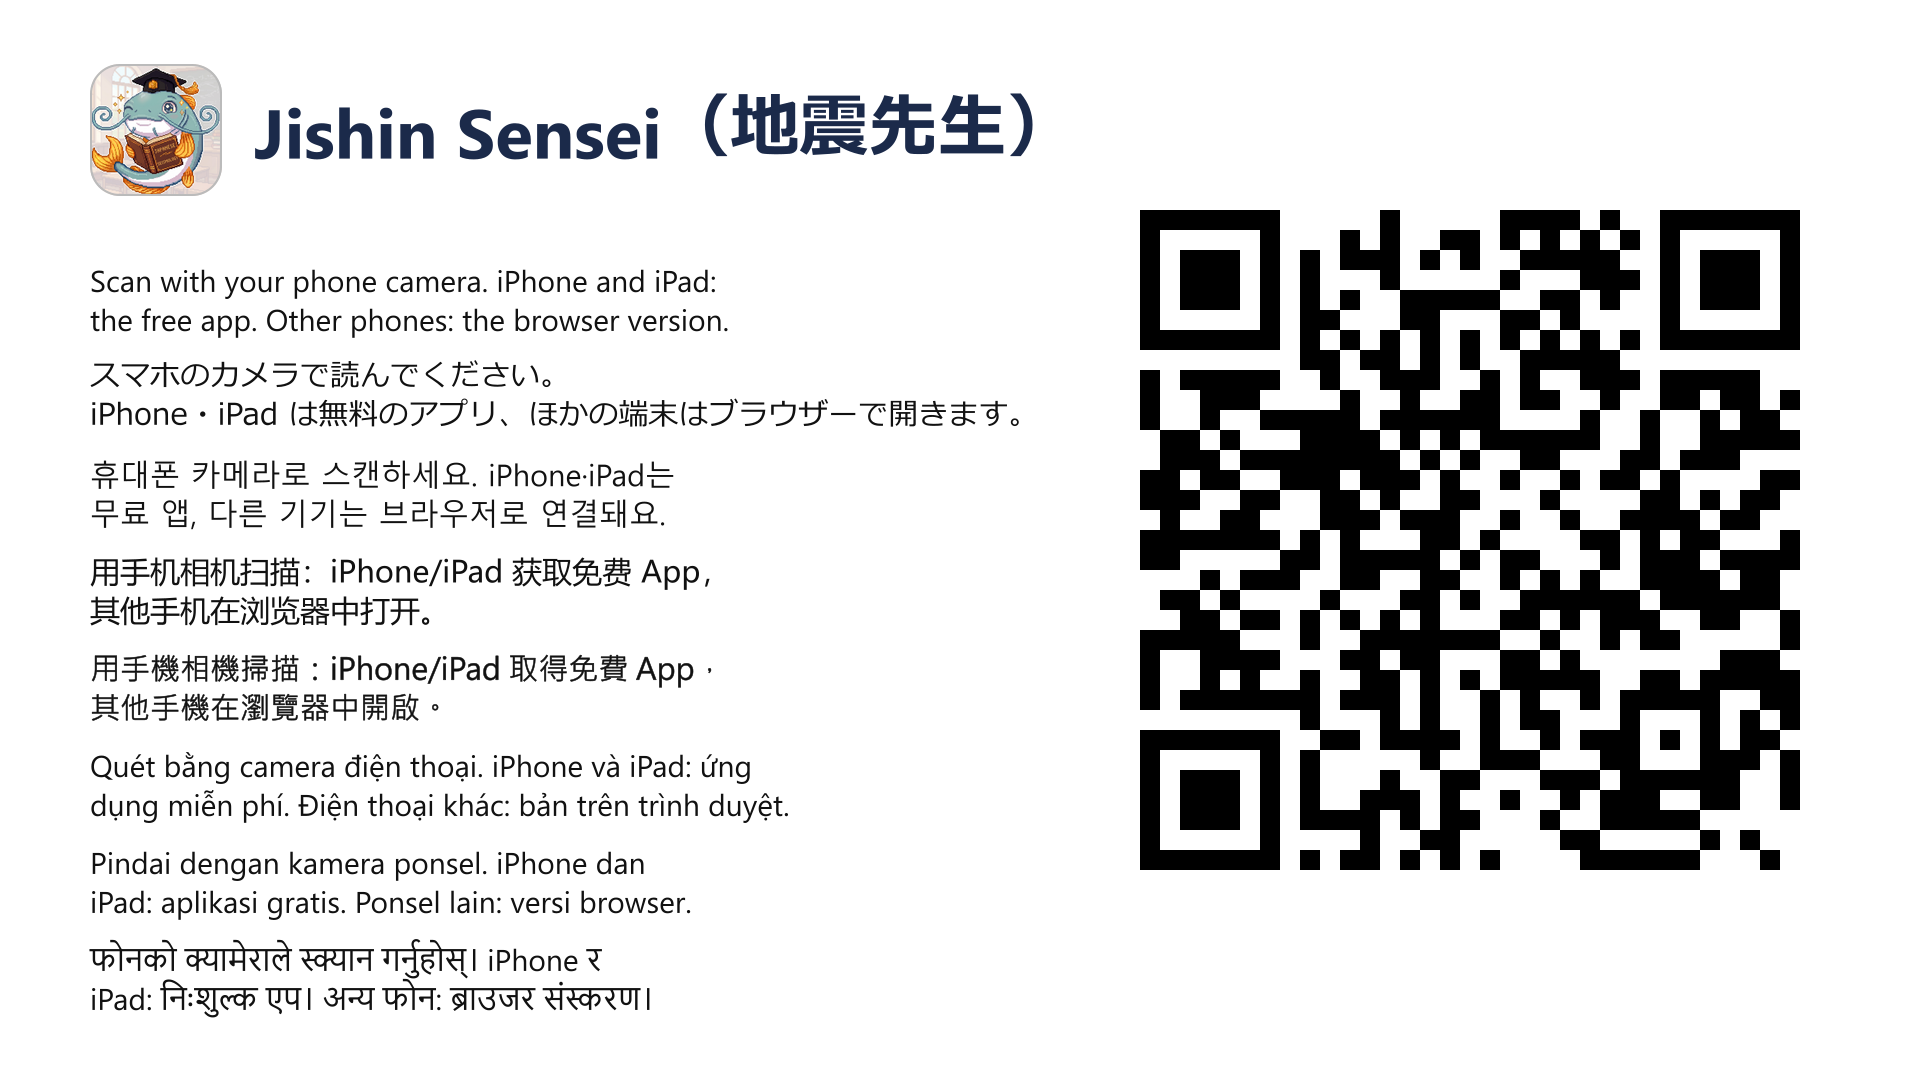 Jishin Sensei（地震先生）
Scan with your phone camera. iPhone and iPad:
the free app. Other phones: the browser version.
スマホのカメラで読んでください。
iPhone・iPad は無料のアプリ、ほかの端末はブラウザーで開きます。
휴대폰 카메라로 스캔하세요. iPhone·iPad는
무료 앱, 다른 기기는 브라우저로 연결돼요.
用手机相机扫描：iPhone/iPad 获取免费 App，
其他手机在浏览器中打开。
用手機相機掃描：iPhone/iPad 取得免費 App，
其他手機在瀏覽器中開啟。
Quét bằng camera điện thoại. iPhone và iPad: ứng
dụng miễn phí. Điện thoại khác: bản trên trình duyệt.
Pindai dengan kamera ponsel. iPhone dan
iPad: aplikasi gratis. Ponsel lain: versi browser.
फोनको क्यामेराले स्क्यान गर्नुहोस्। iPhone र
iPad: निःशुल्क एप। अन्य फोन: ब्राउजर संस्करण।